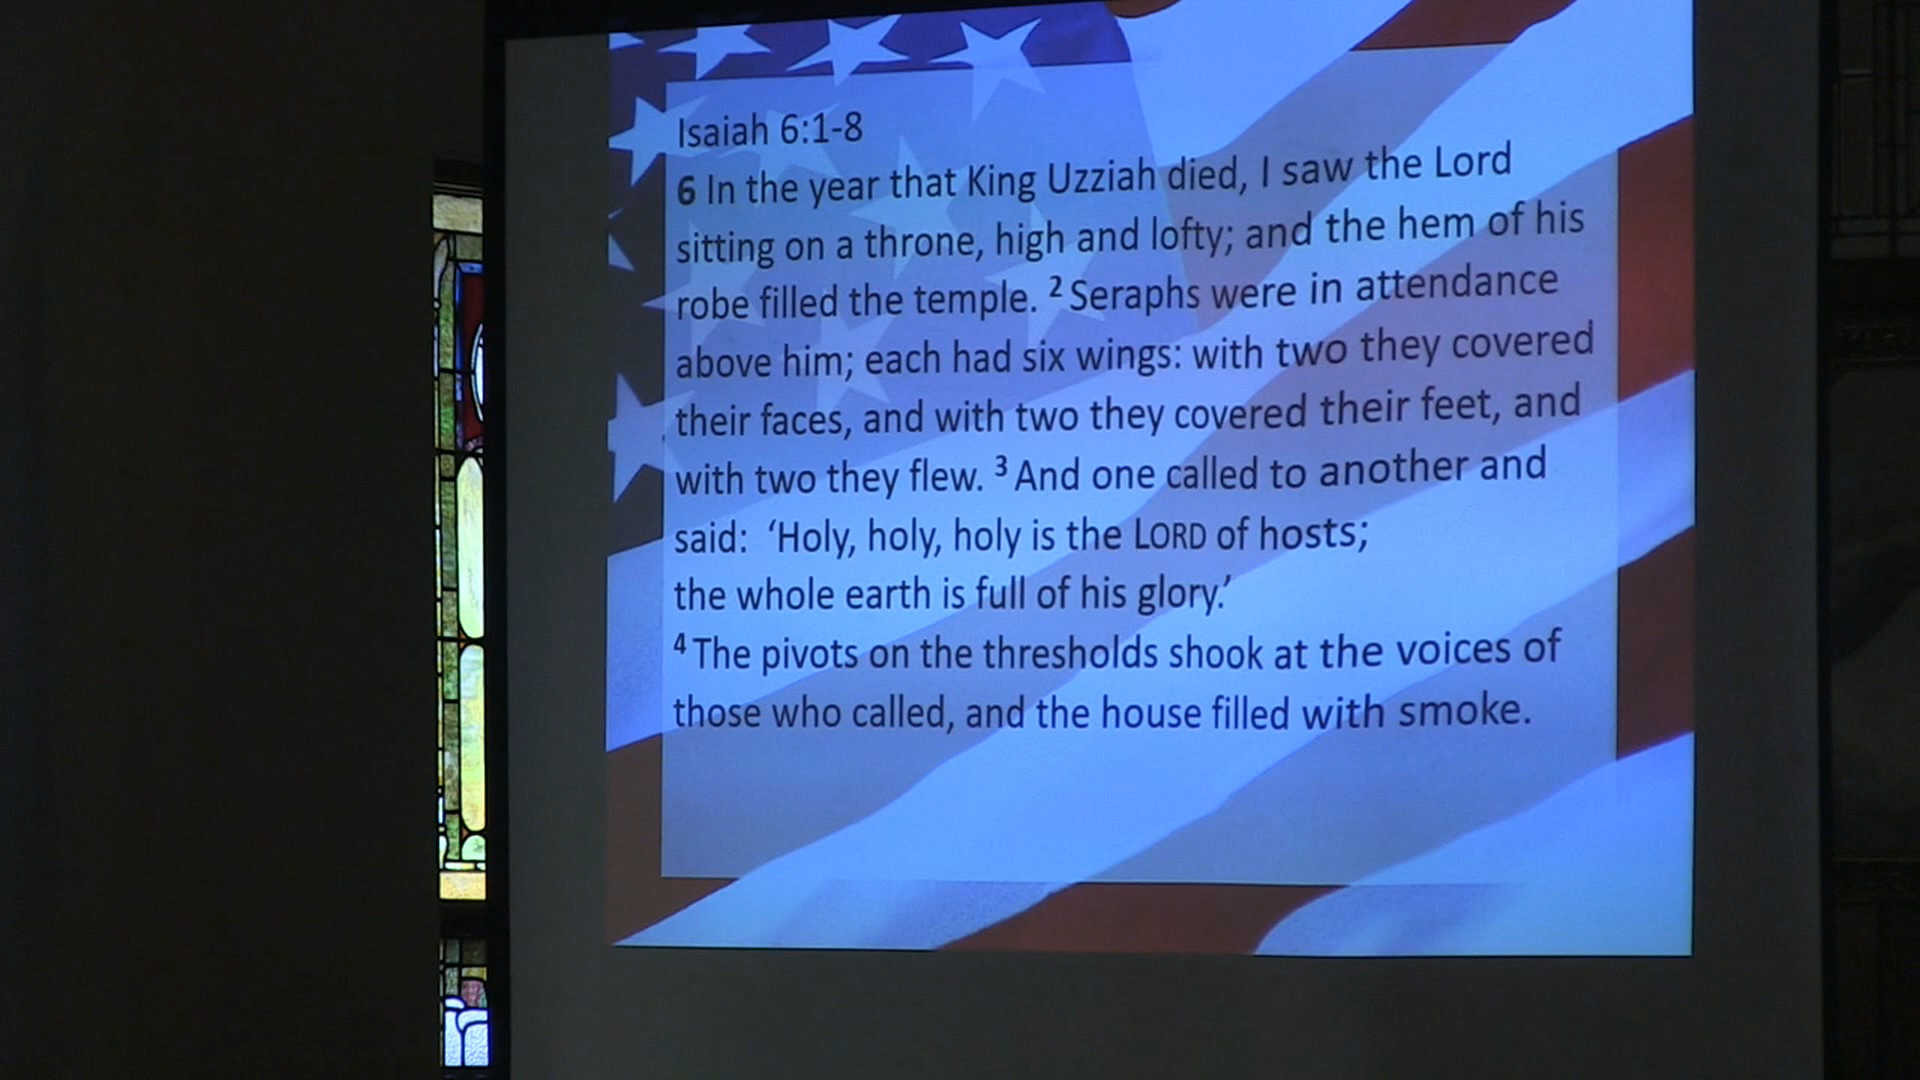 Isaiah 6:1-8
6 In the year that King Uzziah died, I saw the Lord
sitting on a throne, high and lofty; and the hem of his
robe filled the temple. 2 Seraphs were in attendance
above him; each had six wings: with two they covered
their faces, and with two they covered their feet, and
with two they flew. 3 And one called to another and
said:  ‘Holy, holy, holy is the LORD of hosts;
the whole earth is full of his glory.’
4 The pivots on the thresholds shook at the voices of
those who called, and the house filled with smoke.